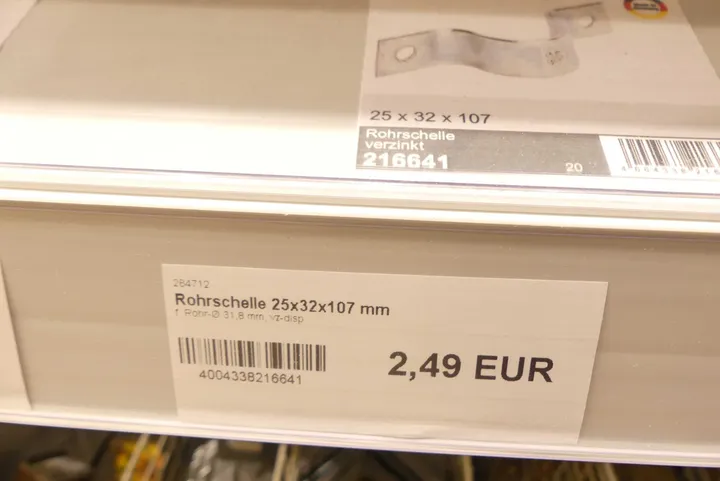 25 x 32 x 107
Rohrschelle
verzinkt
216641
20
264712
Rohrschelle 25x32x107 mm
f. Rohr-Ø 31,8 mm, vz-disp
4004338216641
2,49 EUR